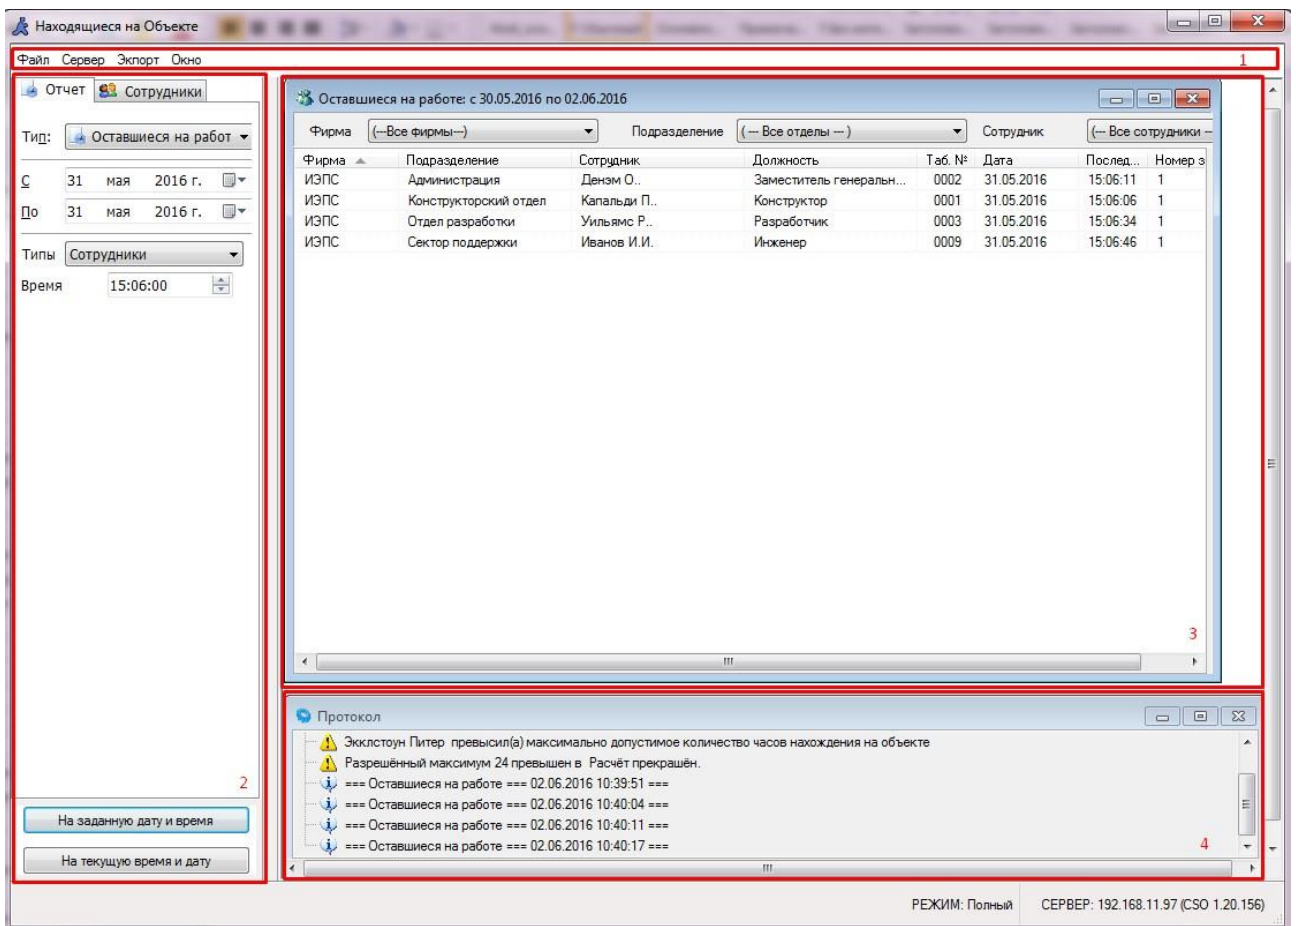 Находящиеся на Объекте
Файл Сервер Экпорт Окно 1
Отчет Сотрудники
Тип: Оставшиеся на работ
С 31 мая 2016 г.
По 31 мая 2016 г.
Типы Сотрудники
Время 15:06:00
2
На заданную дату и время
На текущую время и дату
Оставшиеся на работе: с 30.05.2016 по 02.06.2016
Фирма (---Все фирмы---) Подразделение ( --- Все отделы --- ) Сотрудник (--- Все сотрудники --
Фирма Подразделение Сотрудник Должность Таб. № Дата Послед... Номер з
ИЭПС Администрация Денэм О.. Заместитель генеральн... 0002 31.05.2016 15:06:11 1
ИЭПС Конструкторский отдел Капальди П.. Конструктор 0001 31.05.2016 15:06:06 1
ИЭПС Отдел разработки Уильямс Р.. Разработчик 0003 31.05.2016 15:06:34 1
ИЭПС Сектор поддержки Иванов И.И. Инженер 0009 31.05.2016 15:06:46 1
3
Протокол
Экклстоун Питер превысил(а) максимально допустимое количество часов нахождения на объекте
Разрешённый максимум 24 превышен в Расчёт прекращён.
=== Оставшиеся на работе === 02.06.2016 10:39:51 ===
=== Оставшиеся на работе === 02.06.2016 10:40:04 ===
=== Оставшиеся на работе === 02.06.2016 10:40:11 ===
=== Оставшиеся на работе === 02.06.2016 10:40:17 ===
4
РЕЖИМ: Полный СЕРВЕР: 192.168.11.97 (CSO 1.20.156)